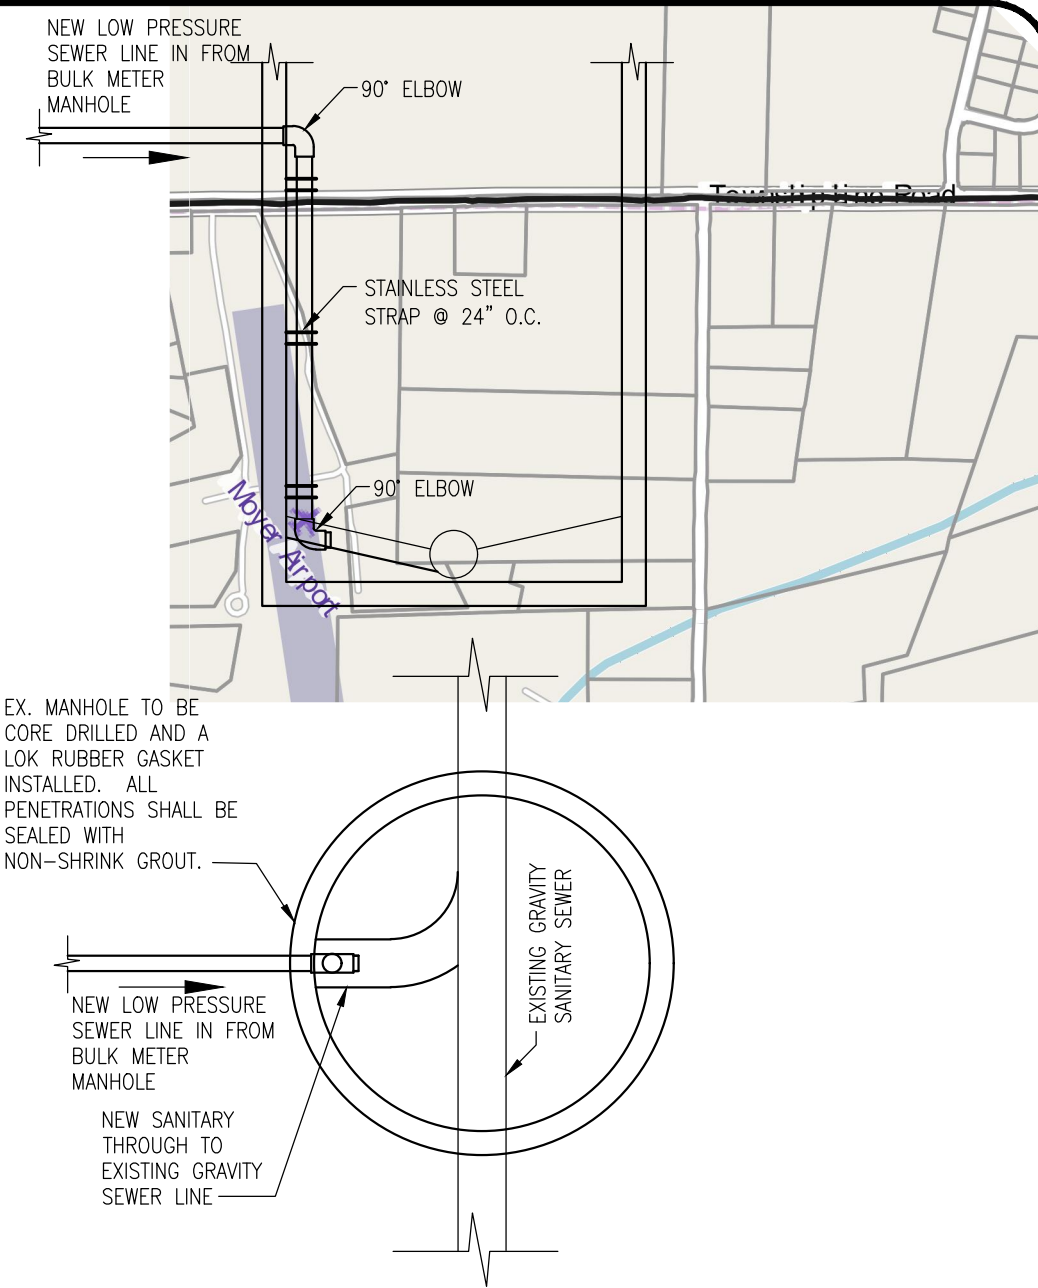 NEW LOW PRESSURE
SEWER LINE IN FROM
BULK METER
MANHOLE
90° ELBOW
Township Line Road
STAINLESS STEEL
STRAP @ 24" O.C.
90° ELBOW
Moyer Airport
EX. MANHOLE TO BE
CORE DRILLED AND A
LOK RUBBER GASKET
INSTALLED. ALL
PENETRATIONS SHALL BE
SEALED WITH
NON-SHRINK GROUT.
EXISTING GRAVITY
SANITARY SEWER
NEW LOW PRESSURE
SEWER LINE IN FROM
BULK METER
MANHOLE
NEW SANITARY
THROUGH TO
EXISTING GRAVITY
SEWER LINE